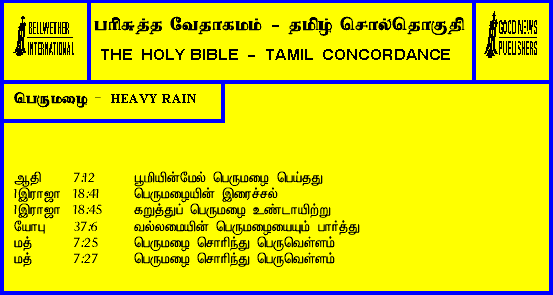 BELLWETHER
INTERNATIONAL
பரிசுத்த வேதாகமம் - தமிழ் சொல்தொகுதி
THE HOLY BIBLE - TAMIL CONCORDANCE
GOOD NEWS
PUBLISHERS
பெருமழை - HEAVY RAIN
ஆதி 7:12 பூமியின்மேல் பெருமழை பெய்தது
1இராஜா 18:41 பெருமழையின் இரைச்சல்
1இராஜா 18:45 கறுத்துப் பெருமழை உண்டாயிற்று
யோபு 37:6 வல்லமையின் பெருமழையையும் பார்த்து
மத் 7:25 பெருமழை சொரிந்து பெருவெள்ளம்
மத் 7:27 பெருமழை சொரிந்து பெருவெள்ளம்